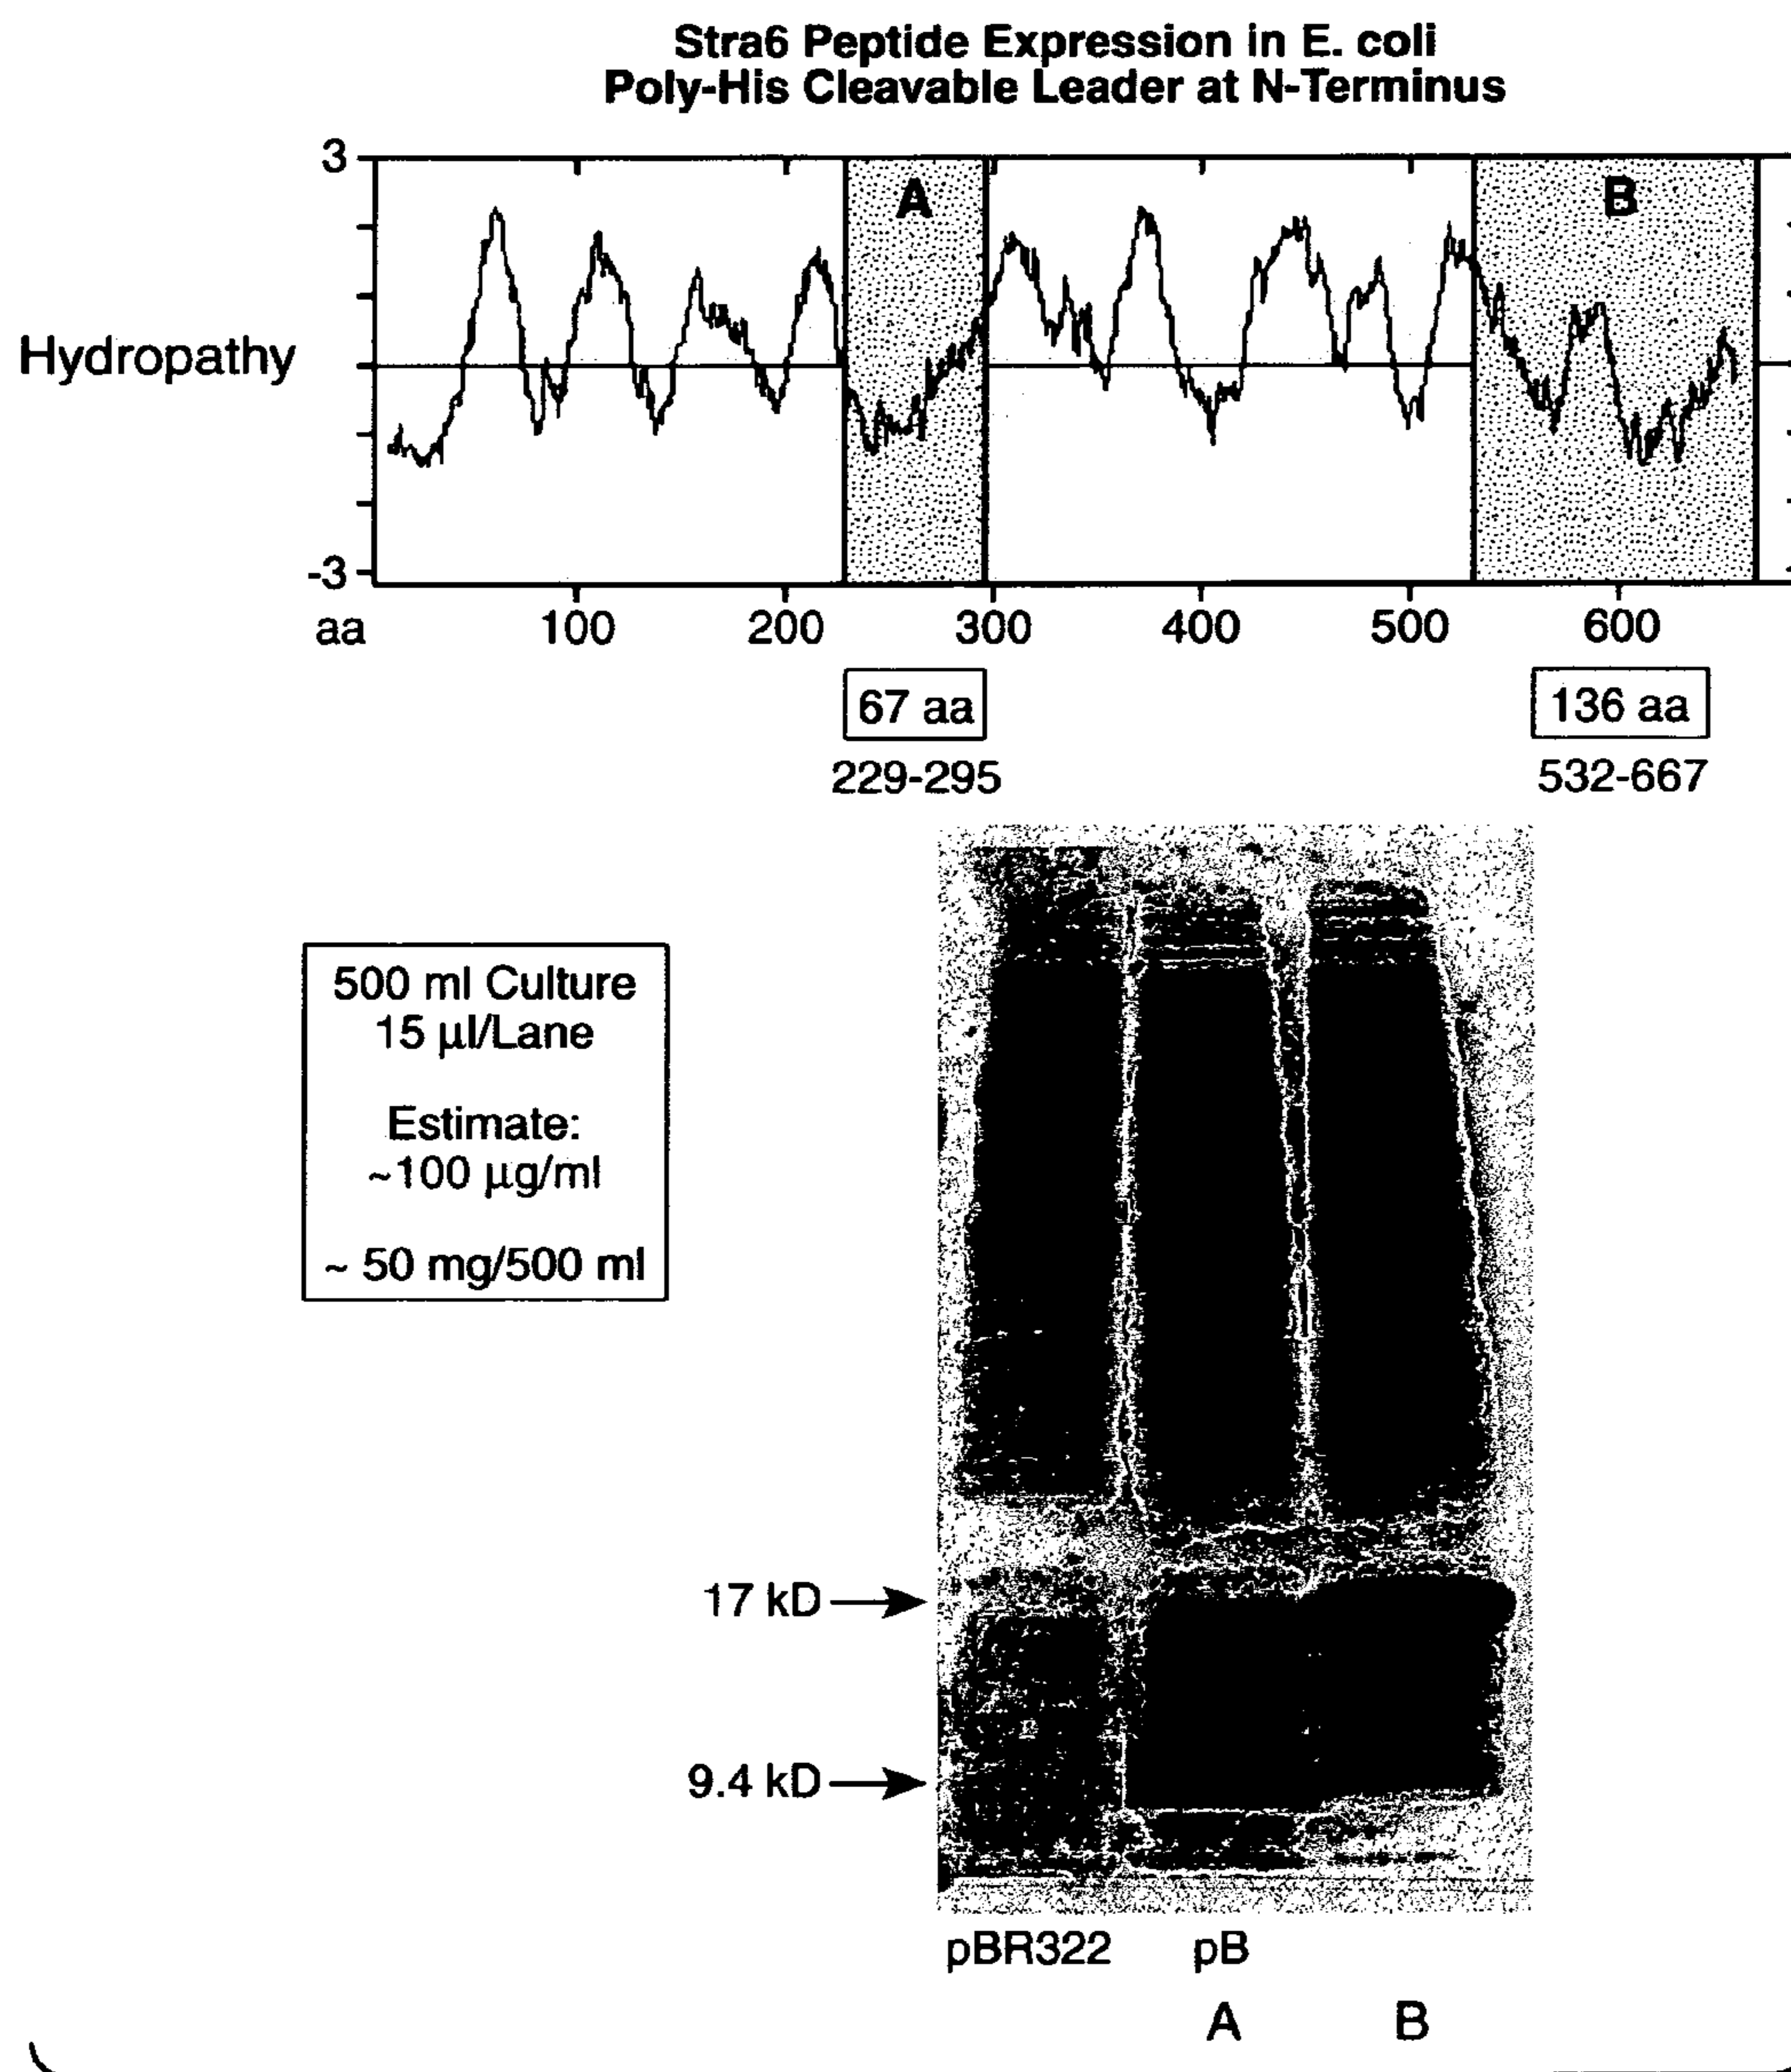 Stra6 Peptide Expression in E. coli
Poly-His Cleavable Leader at N-Terminus
3
A
B
Hydropathy
-3
aa 100 200 300 400 500 600
67 aa
136 aa
229-295
532-667
500 ml Culture
15 µl/Lane
Estimate:
~100 µg/ml
~ 50 mg/500 ml
17 kD
9.4 kD
pBR322 pB
A B